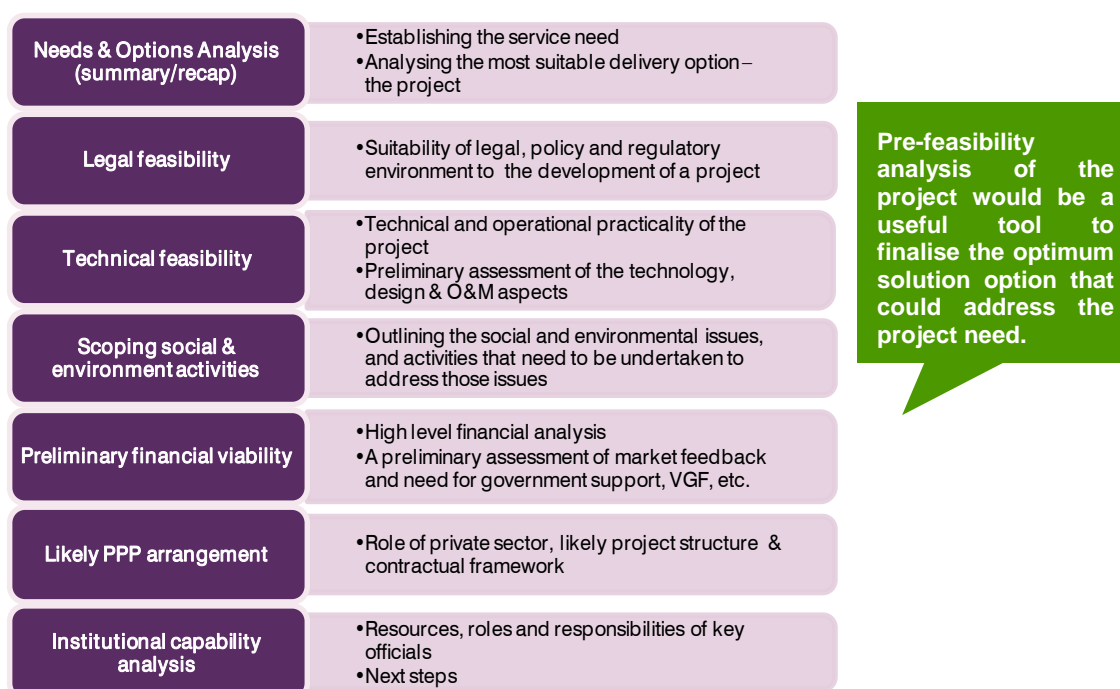 Needs & Options Analysis
(summary/recap)
•Establishing the service need
•Analysing the most suitable delivery option –
the project
Legal feasibility
•Suitability of legal, policy and regulatory
environment to the development of a project
Technical feasibility
•Technical and operational practicality of the
project
•Preliminary assessment of the technology,
design & O&M aspects
Scoping social &
environment activities
•Outlining the social and environmental issues,
and activities that need to be undertaken to
address those issues
Preliminary financial viability
•High level financial analysis
•A preliminary assessment of market feedback
and need for government support, VGF, etc.
Likely PPP arrangement
•Role of private sector, likely project structure &
contractual framework
Institutional capability
analysis
•Resources, roles and responsibilities of key
officials
•Next steps
Pre-feasibility
analysis of the
project would be a
useful tool to
finalise the optimum
solution option that
could address the
project need.